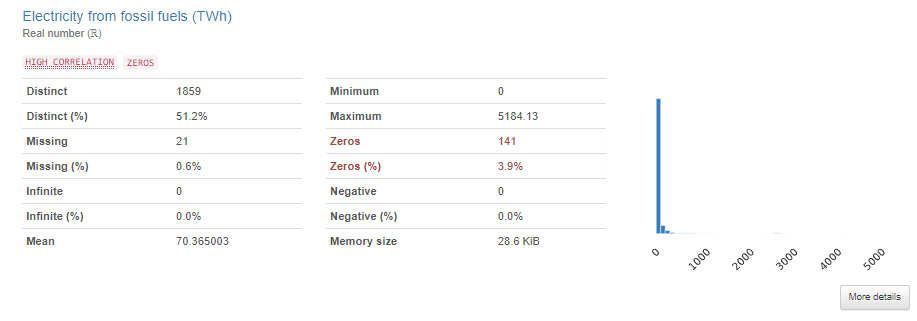 Electricity from fossil fuels (TWh)
Real number (ℝ)
HIGH CORRELATION ZEROS
Distinct 1859
Distinct (%) 51.2%
Missing 21
Missing (%) 0.6%
Infinite 0
Infinite (%) 0.0%
Mean 70.365003
Minimum 0
Maximum 5184.13
Zeros 141
Zeros (%) 3.9%
Negative 0
Negative (%) 0.0%
Memory size 28.6 KiB
0 1000 2000 3000 4000 5000
More details